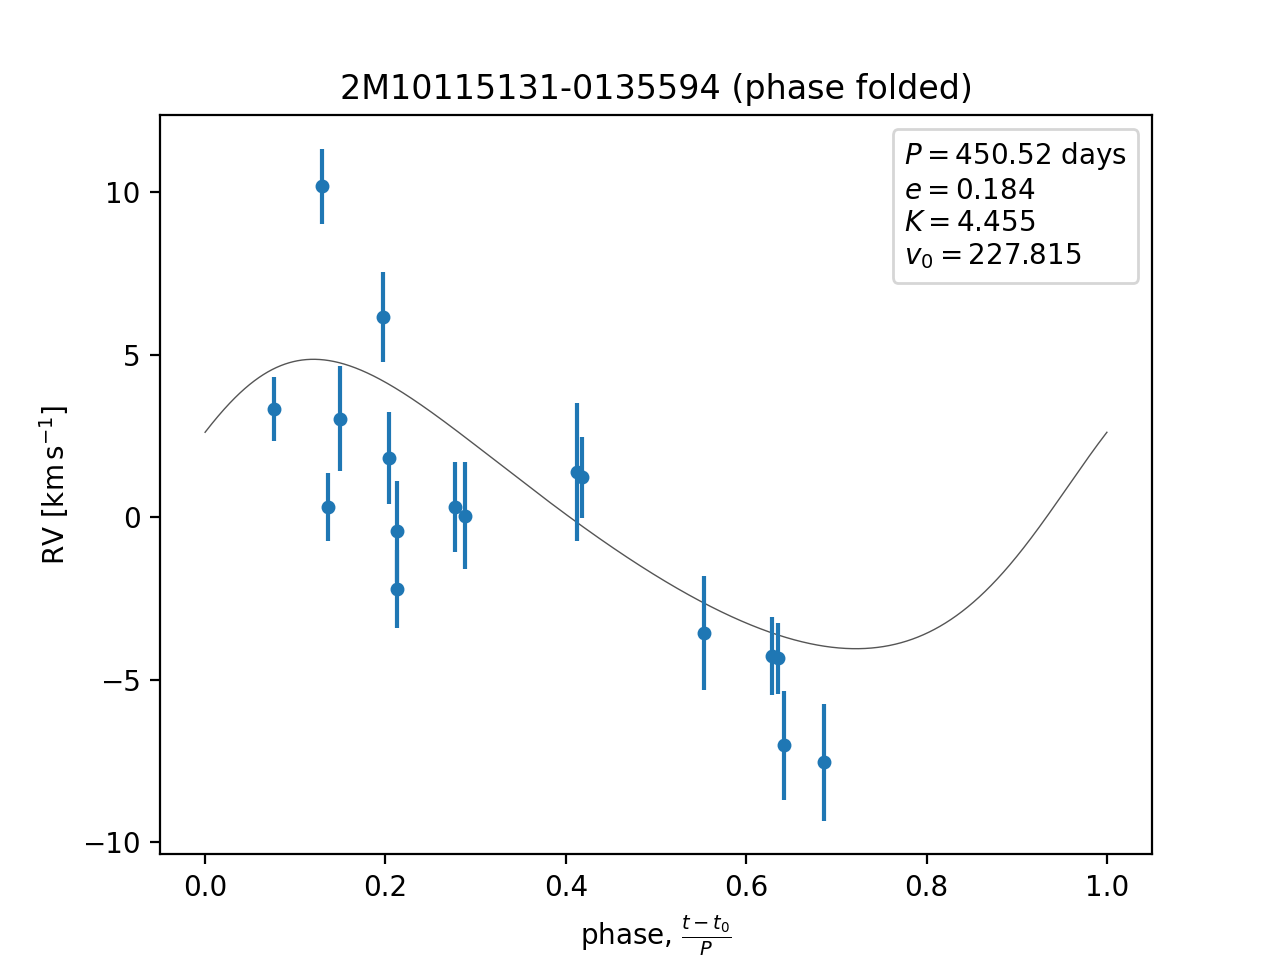 2M10115131-0135594 (phase folded)
P = 450.52 days
e = 0.184
K = 4.455
v₀ = 227.815
10
5
0
−5
−10
RV [km s⁻¹]
0.0 0.2 0.4 0.6 0.8 1.0
phase, (t − t₀)/P